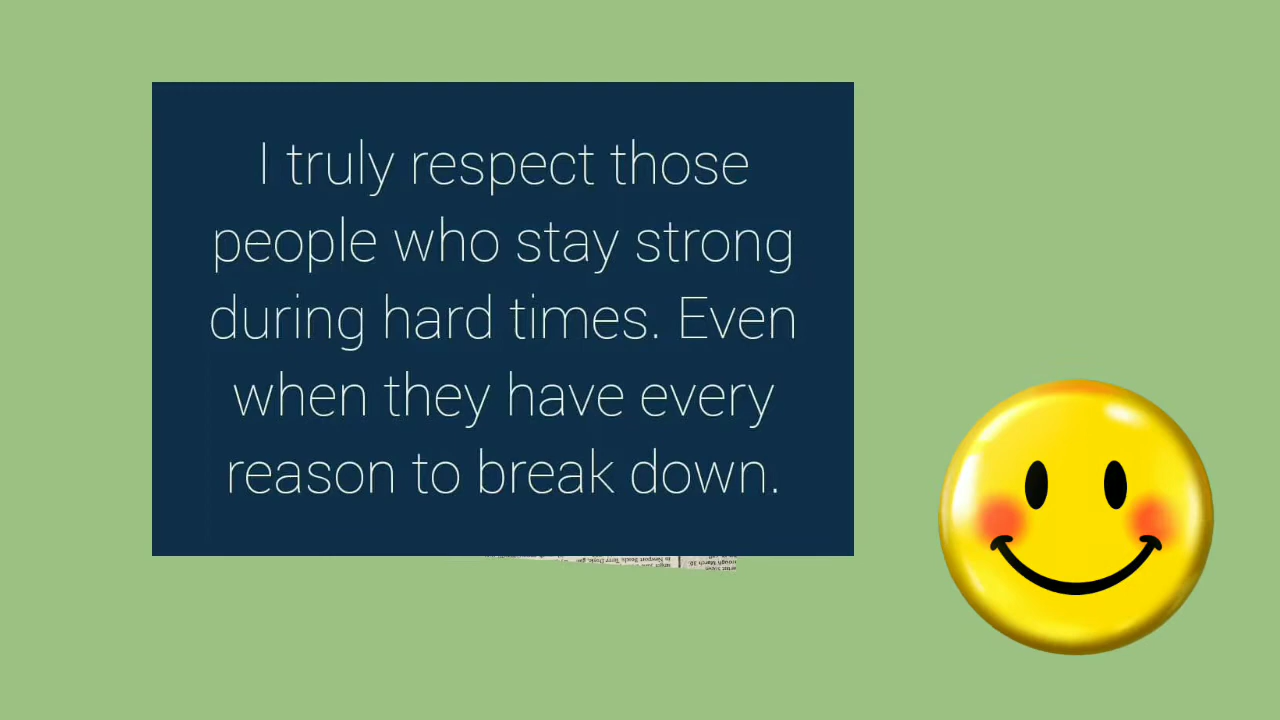 I truly respect those
people who stay strong
during hard times. Even
when they have every
reason to break down.